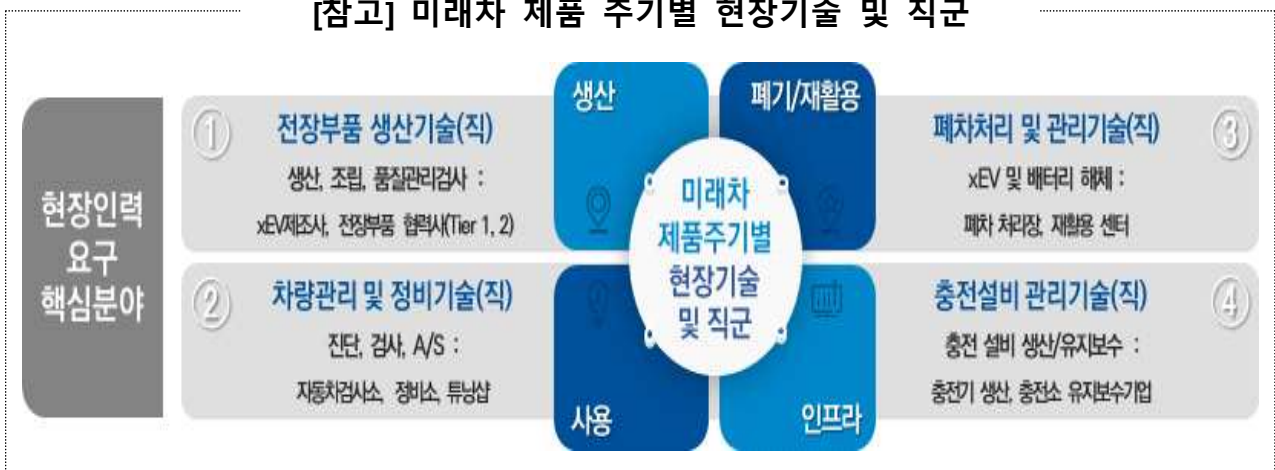 [참고] 미래차 제품 주기별 현장기술 및 직군
현장인력
요구
핵심분야
①
전장부품 생산기술(직)
생산, 조립, 품질관리검사 :
xEV제조사, 전장부품 협력사(Tier 1, 2)
생산
②
차량관리 및 정비기술(직)
진단, 검사, A/S :
자동차검사소, 정비소, 튜닝샵
사용
미래차
제품주기별
현장기술
및 직군
폐기/재활용
폐차처리 및 관리기술(직)
③
xEV 및 배터리 해체 :
폐차 처리장, 재활용 센터
인프라
충전설비 관리기술(직)
④
충전 설비 생산/유지보수 :
충전기 생산, 충전소 유지보수기업